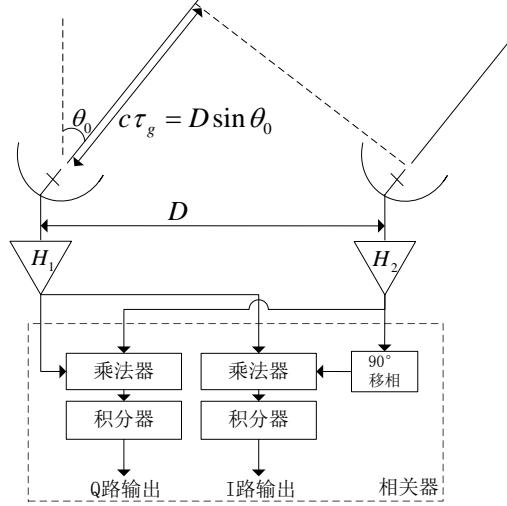 θ₀
cτ_g = D sin θ₀
D
H₁
H₂
乘法器
乘法器
90°
移相
积分器
积分器
Q路输出
I路输出
相关器